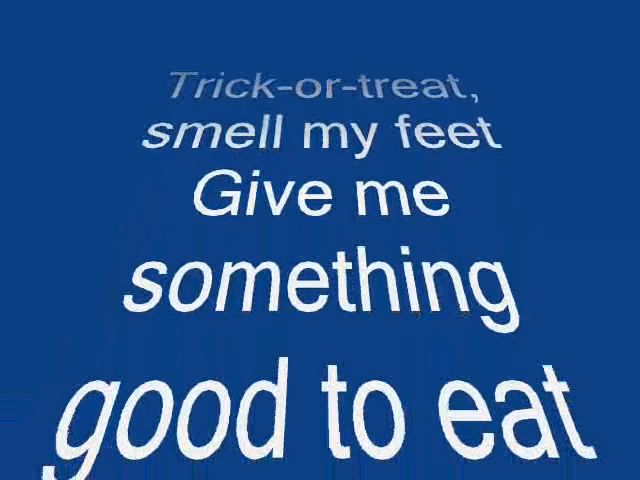 Trick-or-treat,
smell my feet
Give me
something
good to eat